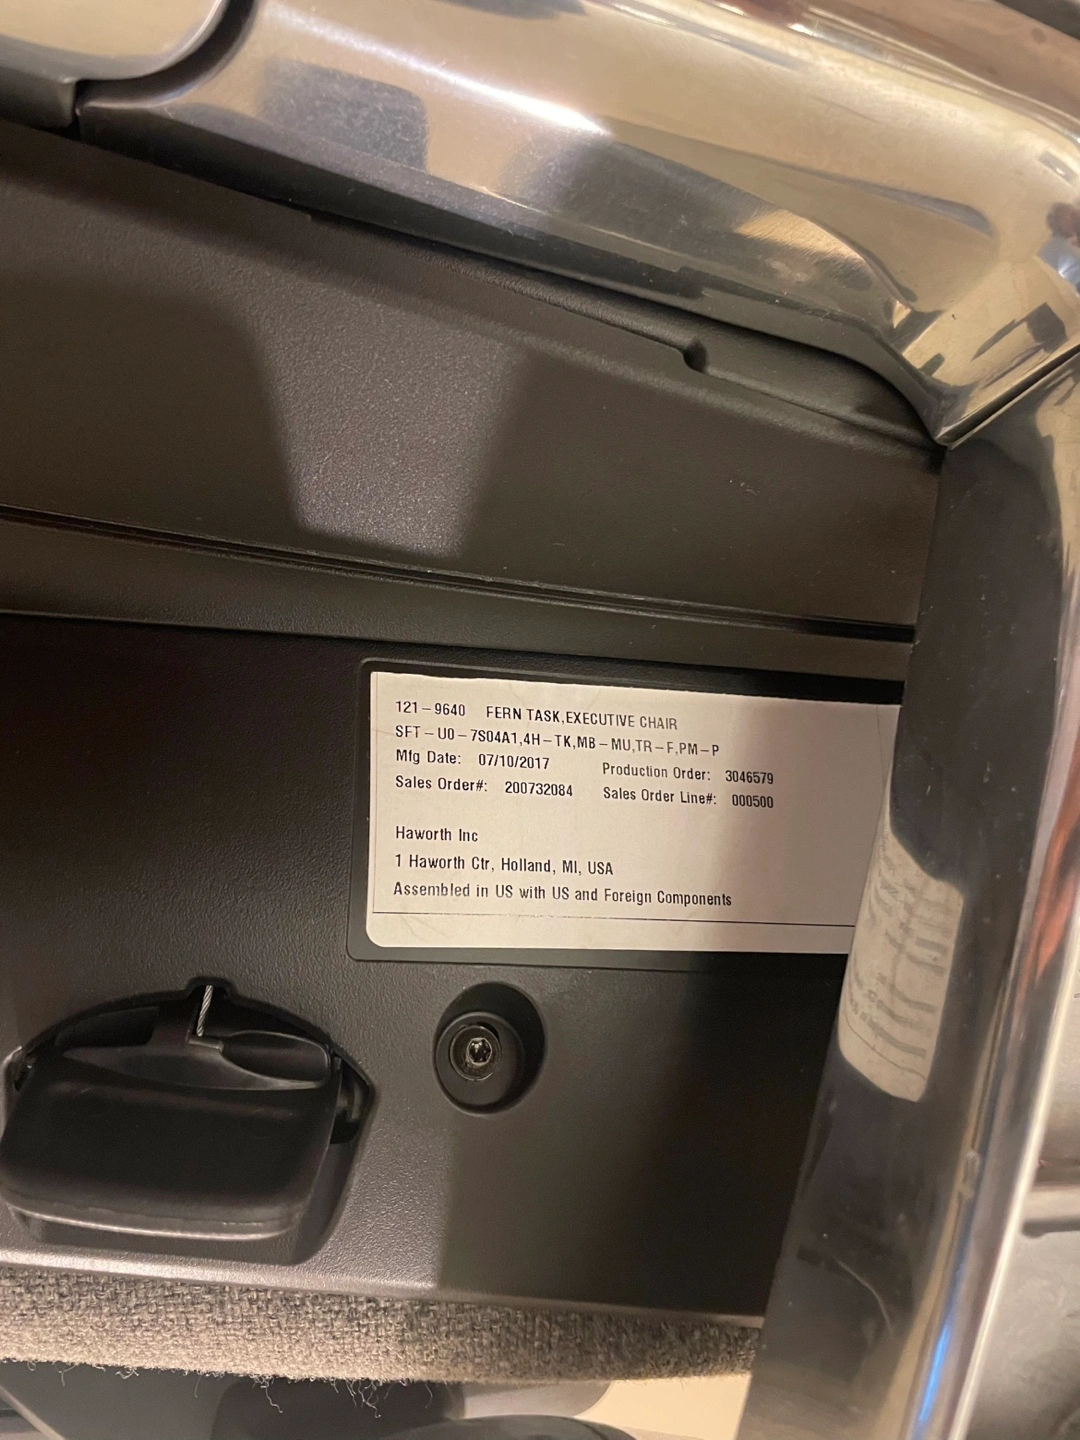 121-9640 FERN TASK,EXECUTIVE CHAIR
SFT-U0-7S04A1,4H-TK,MB-MU,TR-F,PM-P
Mfg Date: 07/10/2017 Production Order: 3046579
Sales Order#: 200732084 Sales Order Line#: 000500
Haworth Inc
1 Haworth Ctr, Holland, MI, USA
Assembled in US with US and Foreign Components